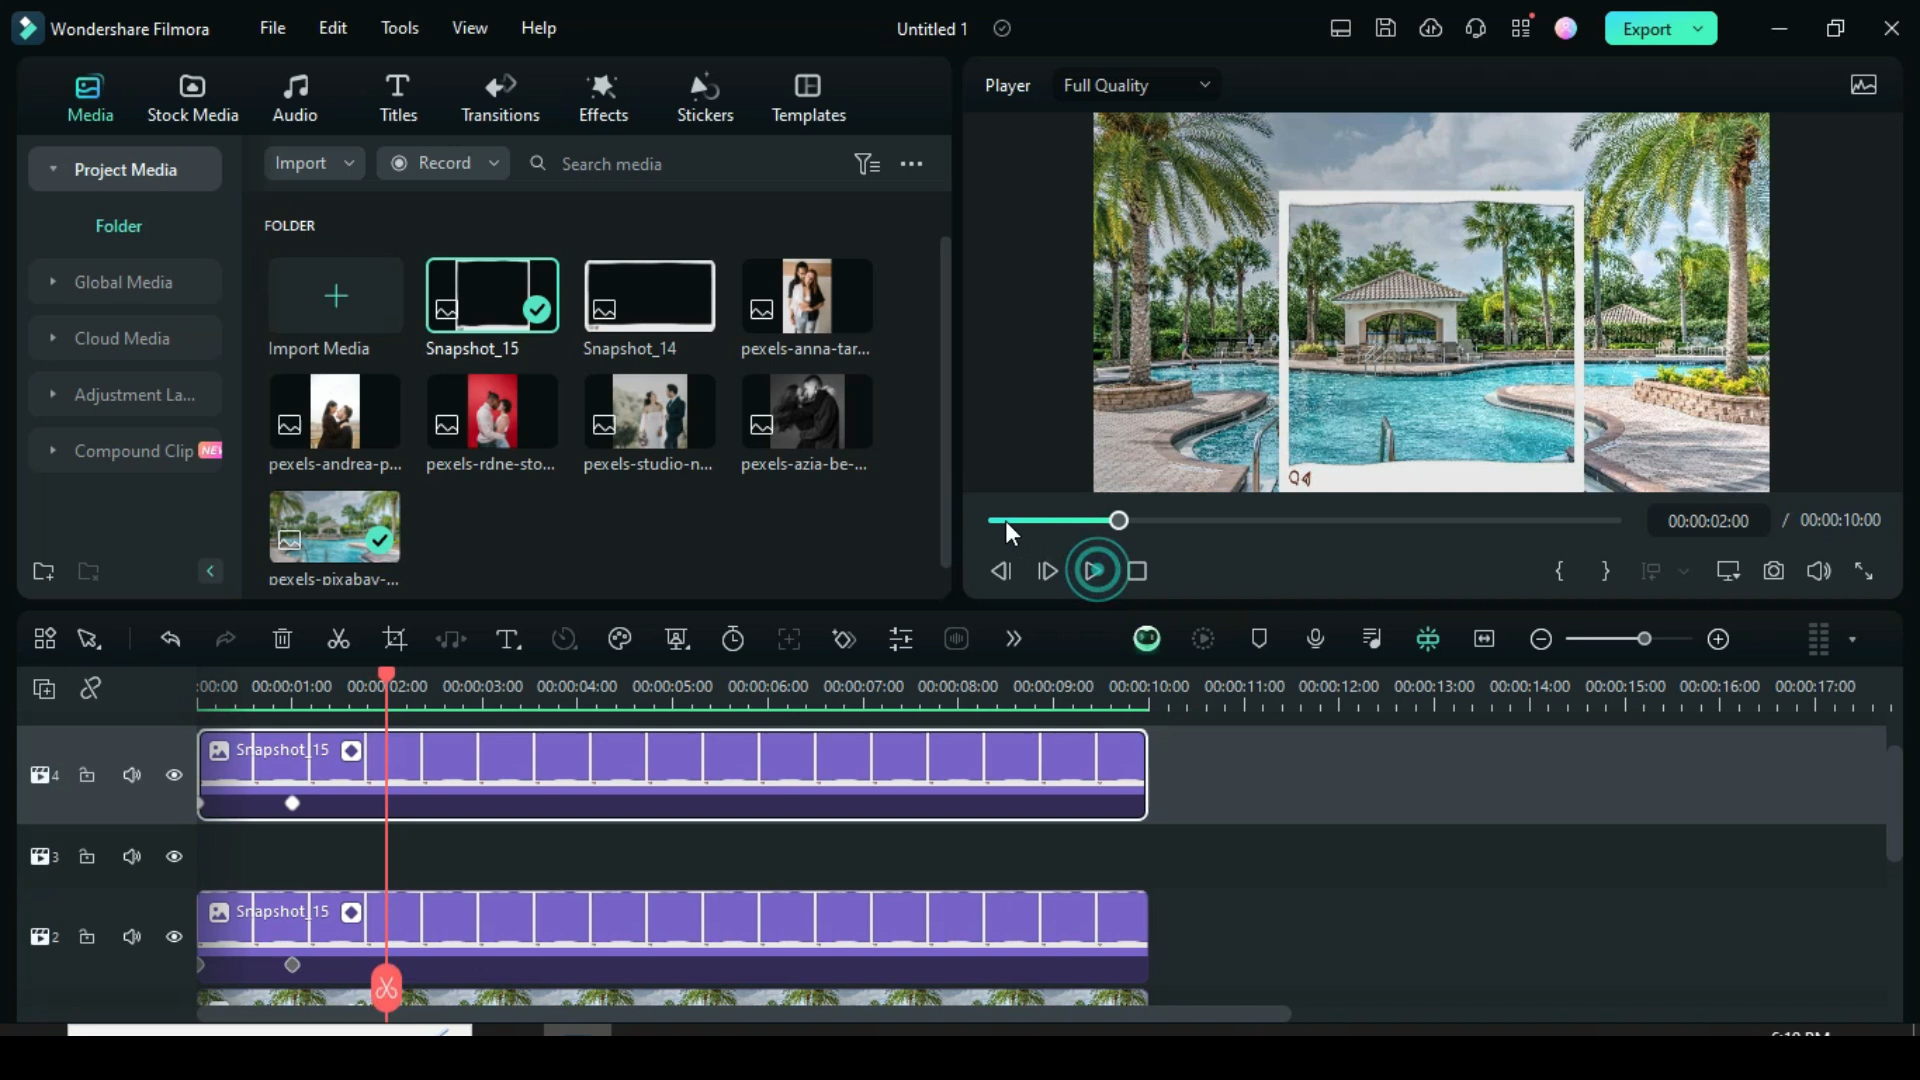 Wondershare Filmora
File
Edit
Tools
View
Help
Untitled 1
Export
Media
Stock Media
Audio
Titles
Transitions
Effects
Stickers
Templates
Player
Full Quality
Project Media
Folder
Global Media
Cloud Media
Adjustment La...
Compound Clip
Import
Record
Search media
FOLDER
Import Media
Snapshot_15
Snapshot_14
pexels-anna-tar...
pexels-andrea-p...
pexels-rdne-sto...
pexels-studio-n...
pexels-azia-be-...
pexels-pixabay-...
00:00:02:00 / 00:00:10:00
:00:00 00:00:01:00 00:00:02:00 00:00:03:00 00:00:04:00 00:00:05:00 00:00:06:00 00:00:07:00 00:00:08:00 00:00:09:00 00:00:10:00 00:00:11:00 00:00:12:00 00:00:13:00 00:00:14:00 00:00:15:00 00:00:16:00 00:00:17:00
4
Snapshot_15
3
2
Snapshot_15